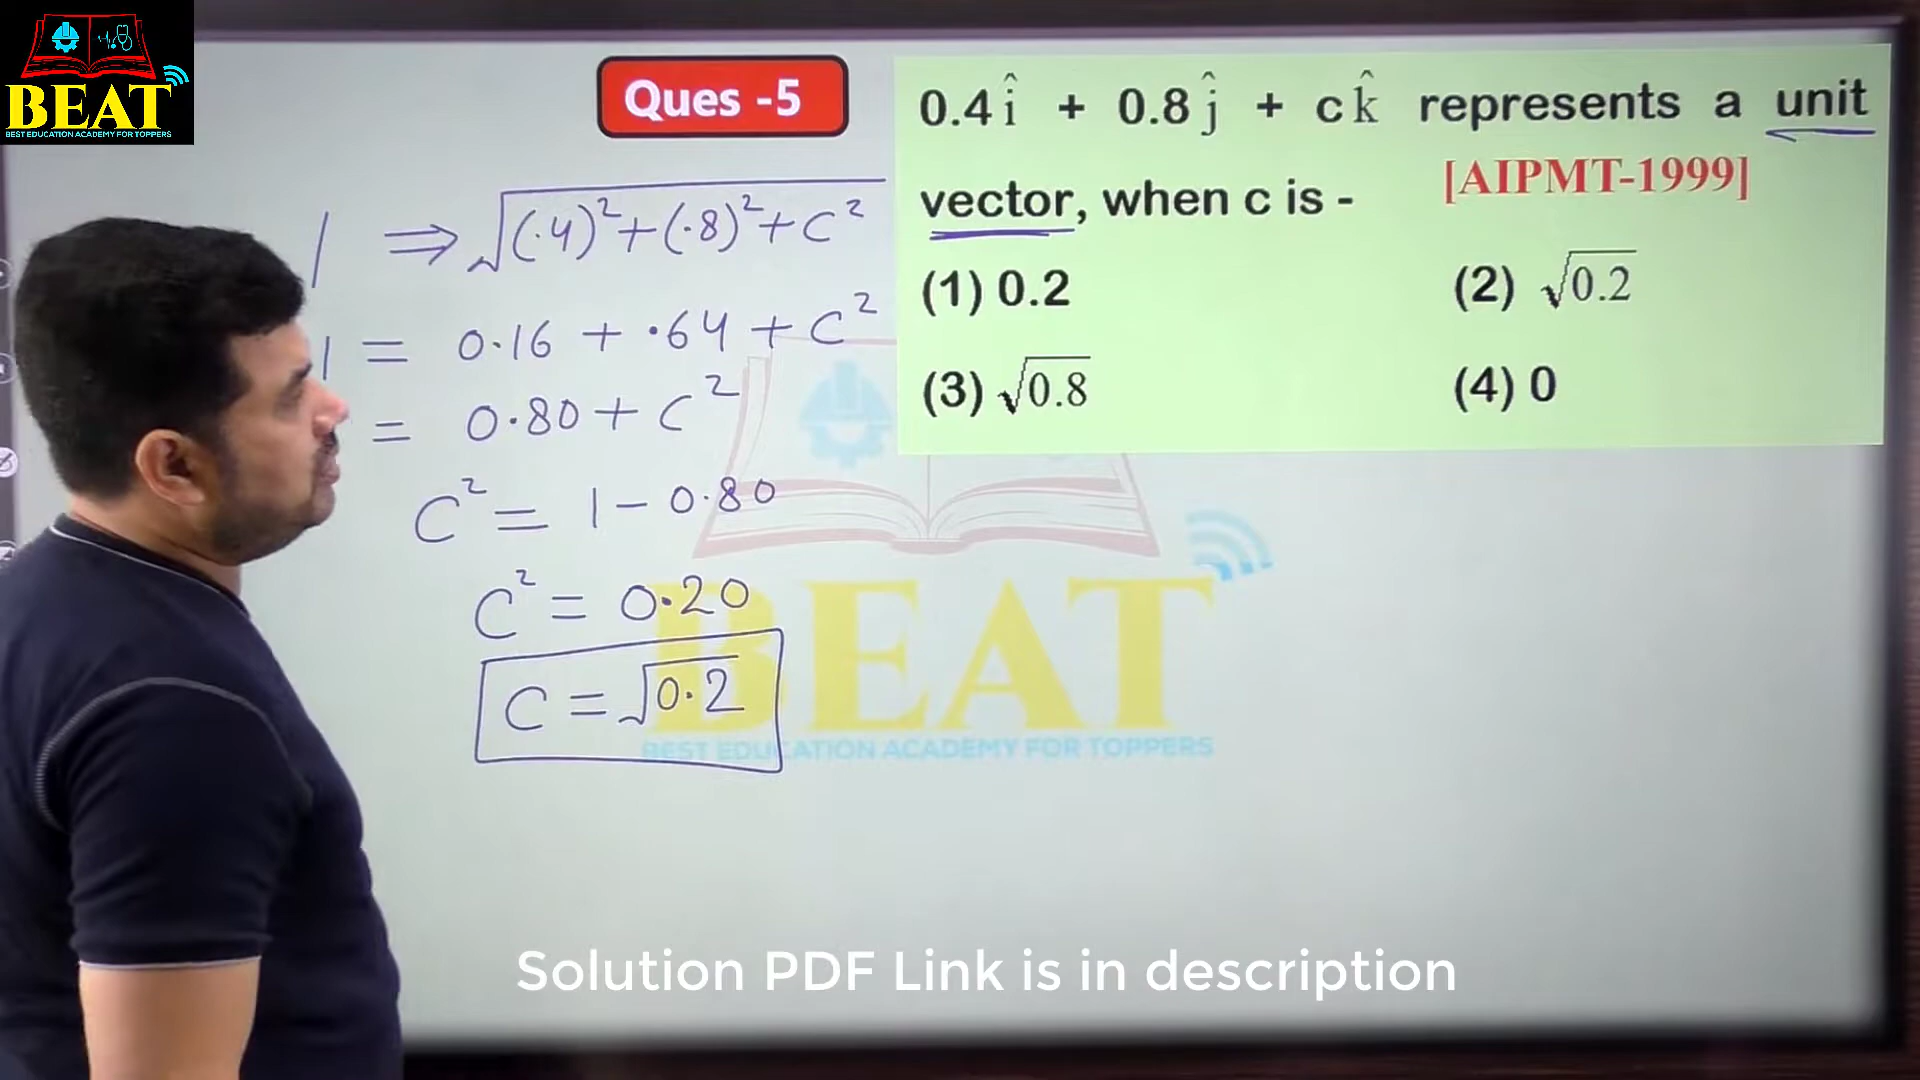 BEAT
BEST EDUCATION ACADEMY FOR TOPPERS
Ques -5
0.4 î + 0.8 ĵ + c k̂ represents a unit
vector, when c is -
[AIPMT-1999]
(1) 0.2
(2) √0.2
(3) √0.8
(4) 0
1 ⇒ √(·4)² + (·8)² + C²
1 = 0·16 + ·64 + C²
= 0·80 + C²
C² = 1 - 0·80
C² = 0·20
C = √0·2
BEAT
BEST EDUCATION ACADEMY FOR TOPPERS
Solution PDF Link is in description